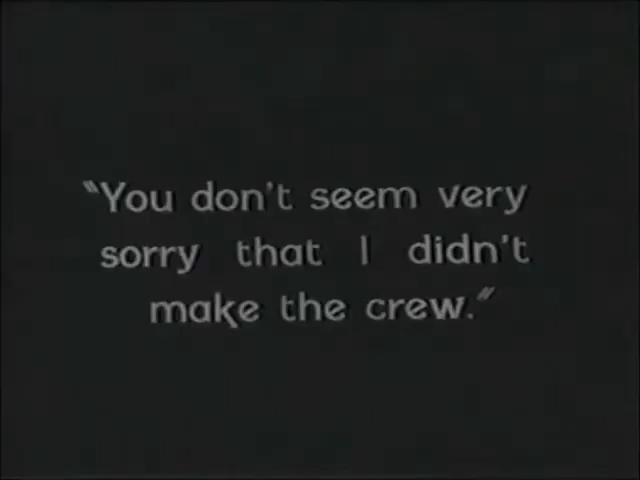 "You don't seem very
sorry that I didn't
make the crew."